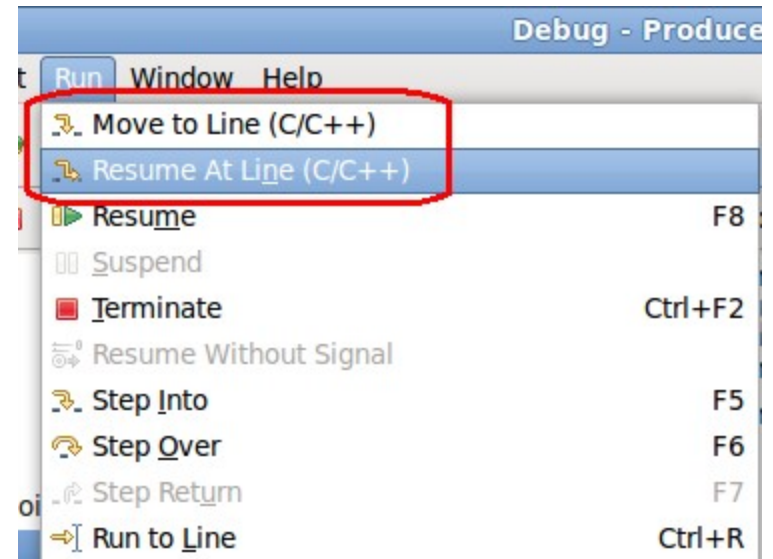 Debug - Produce
t Run Window Help
Move to Line (C/C++)
Resume At Line (C/C++)
Resume F8
Suspend
Terminate Ctrl+F2
Resume Without Signal
Step Into F5
Step Over F6
Step Return F7
oi
Run to Line Ctrl+R